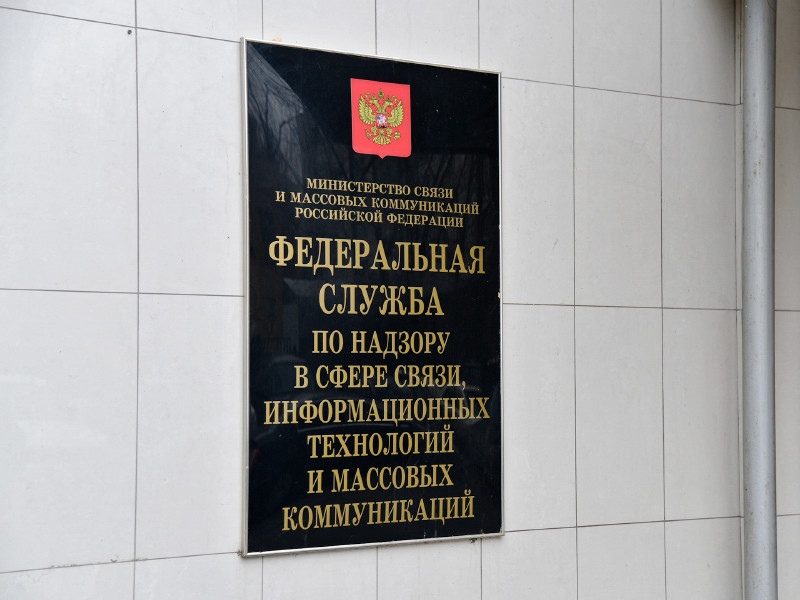 МИНИСТЕРСТВО СВЯЗИ
И МАССОВЫХ КОММУНИКАЦИЙ
РОССИЙСКОЙ ФЕДЕРАЦИИ
ФЕДЕРАЛЬНАЯ
СЛУЖБА
ПО НАДЗОРУ
В СФЕРЕ СВЯЗИ,
ИНФОРМАЦИОННЫХ
ТЕХНОЛОГИЙ
И МАССОВЫХ
КОММУНИКАЦИЙ